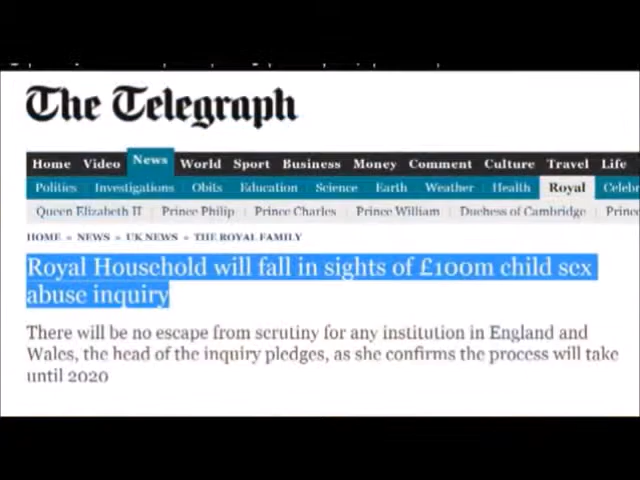 The Telegraph
Home Video News World Sport Business Money Comment Culture Travel Life
Politics Investigations Obits Education Science Earth Weather Health Royal Celebr
Queen Elizabeth II Prince Philip Prince Charles Prince William Duchess of Cambridge Prince
HOME » NEWS » UK NEWS » THE ROYAL FAMILY
Royal Household will fall in sights of £100m child sex
abuse inquiry
There will be no escape from scrutiny for any institution in England and
Wales, the head of the inquiry pledges, as she confirms the process will take
until 2020